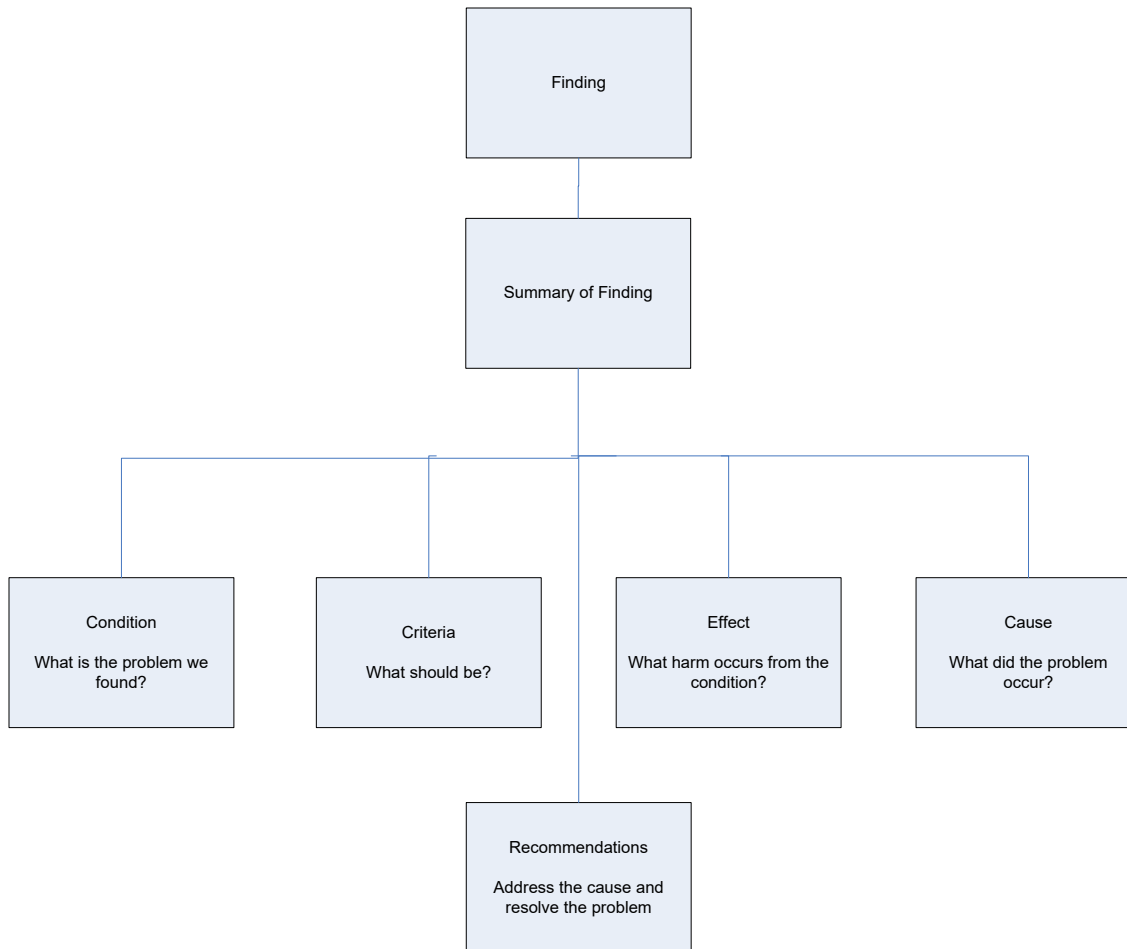 Finding
Summary of Finding
Condition
What is the problem we
found?
Criteria
What should be?
Effect
What harm occurs from the
condition?
Cause
What did the problem
occur?
Recommendations
Address the cause and
resolve the problem